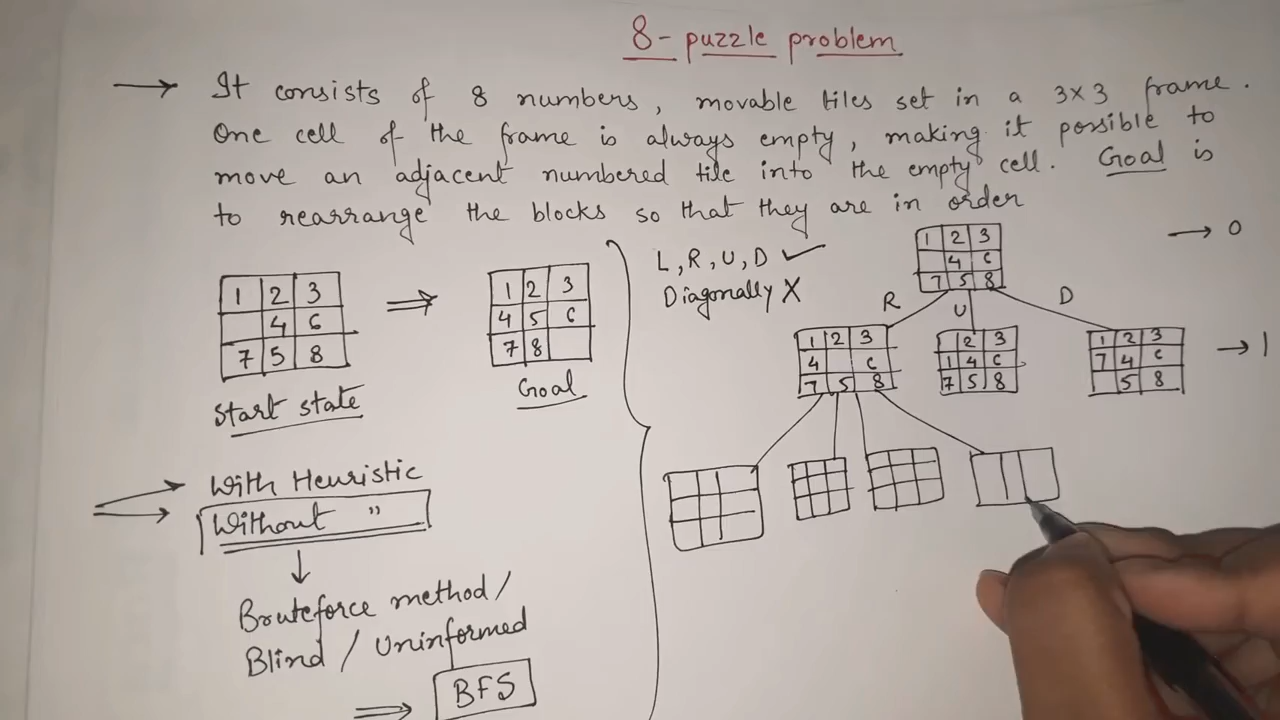 8- puzzle problem
→ It consists of 8 numbers, movable tiles set in a 3×3 frame.
One cell of the frame is always empty, making it possible to
move an adjacent numbered tile into the empty cell. Goal is
to rearrange the blocks so that they are in order
1 2 3
4 6
7 5 8
Start state
⇒
1 2 3
4 5 6
7 8
Goal
With Heuristic
Without "
Bruteforce method/
Blind / Uninformed
⇒ BFS
L, R, U, D ✓
Diagonally X
1 2 3
4 6
7 5 8
→ 0
R
U
D
1 2 3
4 6
7 5 8
2 3
1 4 6
7 5 8
1 2 3
7 4 6
5 8
→ 1